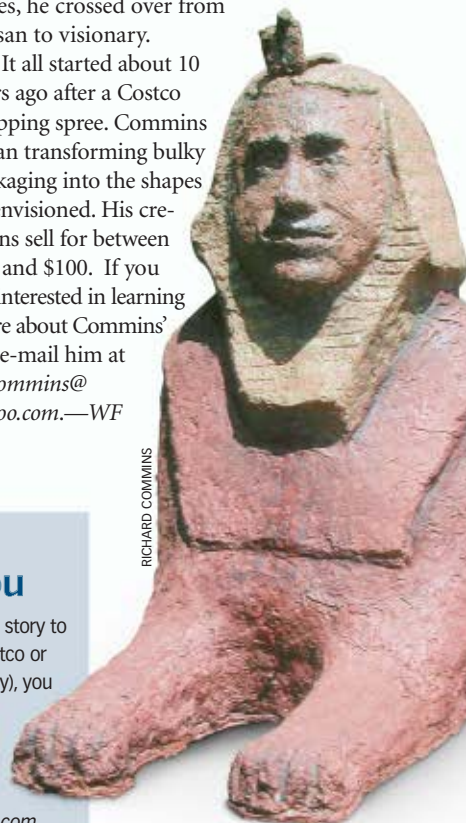 es, he crossed over from
san to visionary.
It all started about 10
rs ago after a Costco
pping spree. Commins
an transforming bulky
kaging into the shapes
envisioned. His cre-
ns sell for between
and $100. If you
interested in learning
re about Commins’
e-mail him at
ommins@
oo.com.—WF
RICHARD COMMINS
ou
story to
tco or
y), you
com